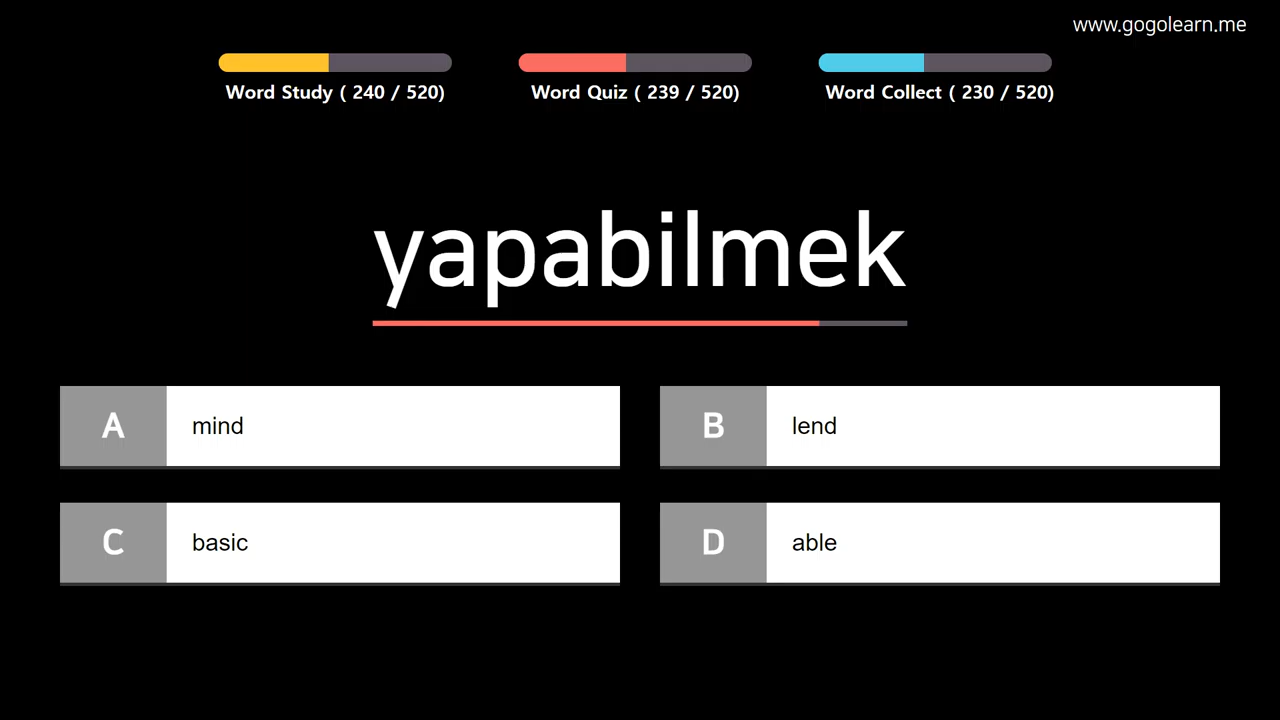 www.gogolearn.me
Word Study ( 240 / 520)
Word Quiz ( 239 / 520)
Word Collect ( 230 / 520)
yapabilmek
A mind
B lend
C basic
D able